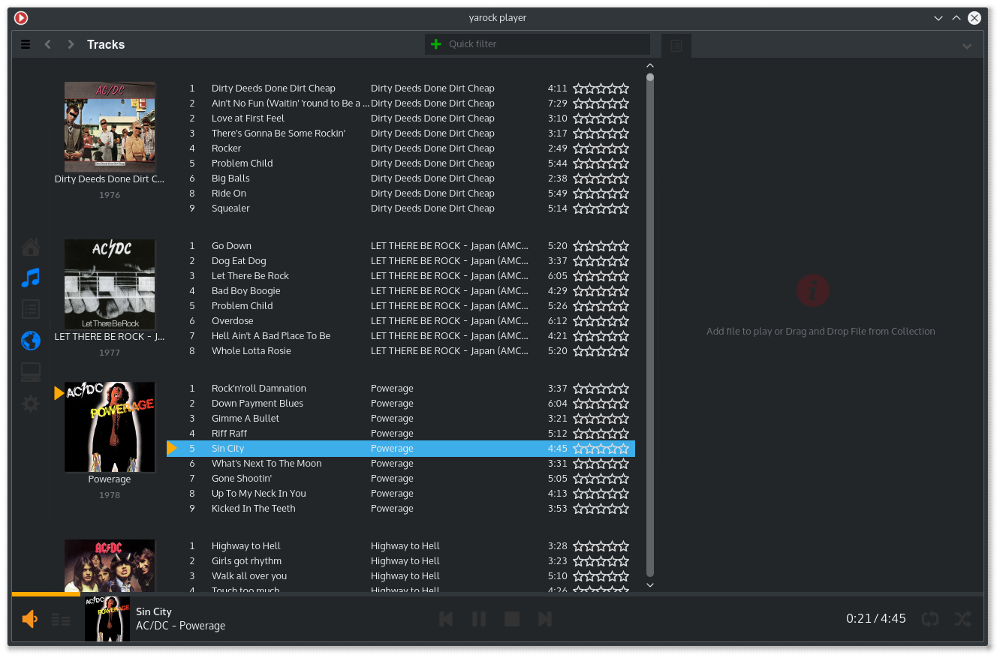 yarock player
Tracks
Quick filter
AC/DC
Dirty Deeds Done Dirt C...
1976
1 Dirty Deeds Done Dirt Cheap Dirty Deeds Done Dirt Cheap 4:11
2 Ain't No Fun (Waitin' 'round to Be a ... Dirty Deeds Done Dirt Cheap 7:29
2 Love at First Feel Dirty Deeds Done Dirt Cheap 3:10
3 There's Gonna Be Some Rockin' Dirty Deeds Done Dirt Cheap 3:17
4 Rocker Dirty Deeds Done Dirt Cheap 2:49
5 Problem Child Dirty Deeds Done Dirt Cheap 5:44
6 Big Balls Dirty Deeds Done Dirt Cheap 2:38
8 Ride On Dirty Deeds Done Dirt Cheap 5:49
9 Squealer Dirty Deeds Done Dirt Cheap 5:14
AC/DC
Let There Be Rock
LET THERE BE ROCK - J...
1977
1 Go Down LET THERE BE ROCK - Japan (AMC... 5:20
2 Dog Eat Dog LET THERE BE ROCK - Japan (AMC... 3:37
3 Let There Be Rock LET THERE BE ROCK - Japan (AMC... 6:05
4 Bad Boy Boogie LET THERE BE ROCK - Japan (AMC... 4:29
5 Problem Child LET THERE BE ROCK - Japan (AMC... 5:26
6 Overdose LET THERE BE ROCK - Japan (AMC... 6:12
7 Hell Ain't A Bad Place To Be LET THERE BE ROCK - Japan (AMC... 4:21
8 Whole Lotta Rosie LET THERE BE ROCK - Japan (AMC... 5:20
Add file to play or Drag and Drop File from Collection
AC/DC
POWERAGE
Powerage
1978
1 Rock'n'roll Damnation Powerage 3:37
2 Down Payment Blues Powerage 6:04
3 Gimme A Bullet Powerage 3:21
4 Riff Raff Powerage 5:12
5 Sin City Powerage 4:45
6 What's Next To The Moon Powerage 3:31
7 Gone Shootin' Powerage 5:05
8 Up To My Neck In You Powerage 4:13
9 Kicked In The Teeth Powerage 3:53
AC/DC
1 Highway to Hell Highway to Hell 3:28
2 Girls got rhythm Highway to Hell 3:23
3 Walk all over you Highway to Hell 5:10
4 Touch too much Highway to Hell 4:26
AC/DC
POWERAGE
Sin City
AC/DC - Powerage
0:21/4:45